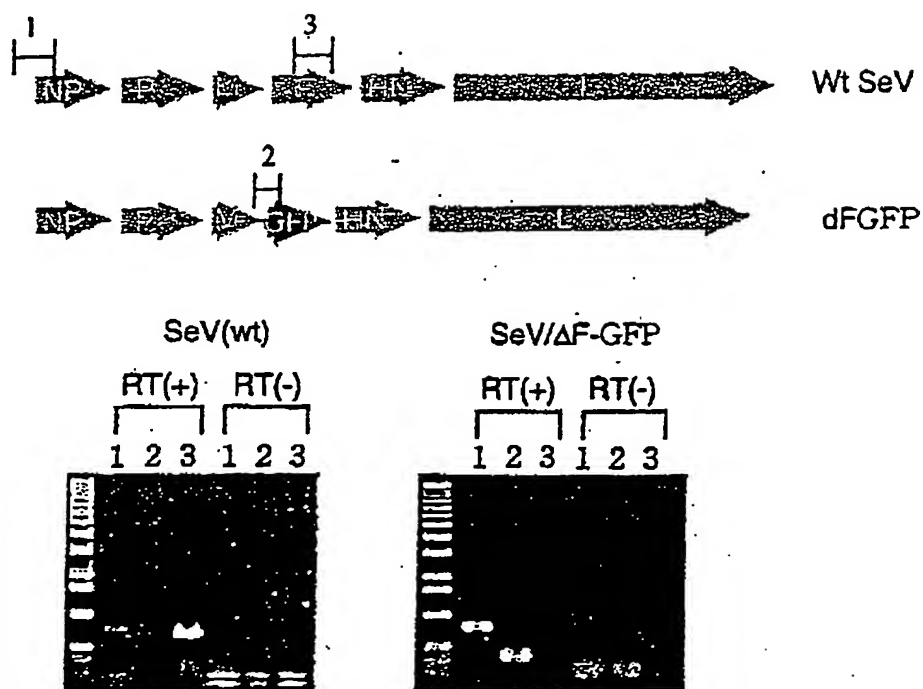 1 3
NP P M F HN L Wt SeV
2
NP P M GFP HN L dFGFP
SeV(wt) SeV/ΔF-GFP
RT(+) RT(-) RT(+) RT(-)
1 2 3 1 2 3 1 2 3 1 2 3